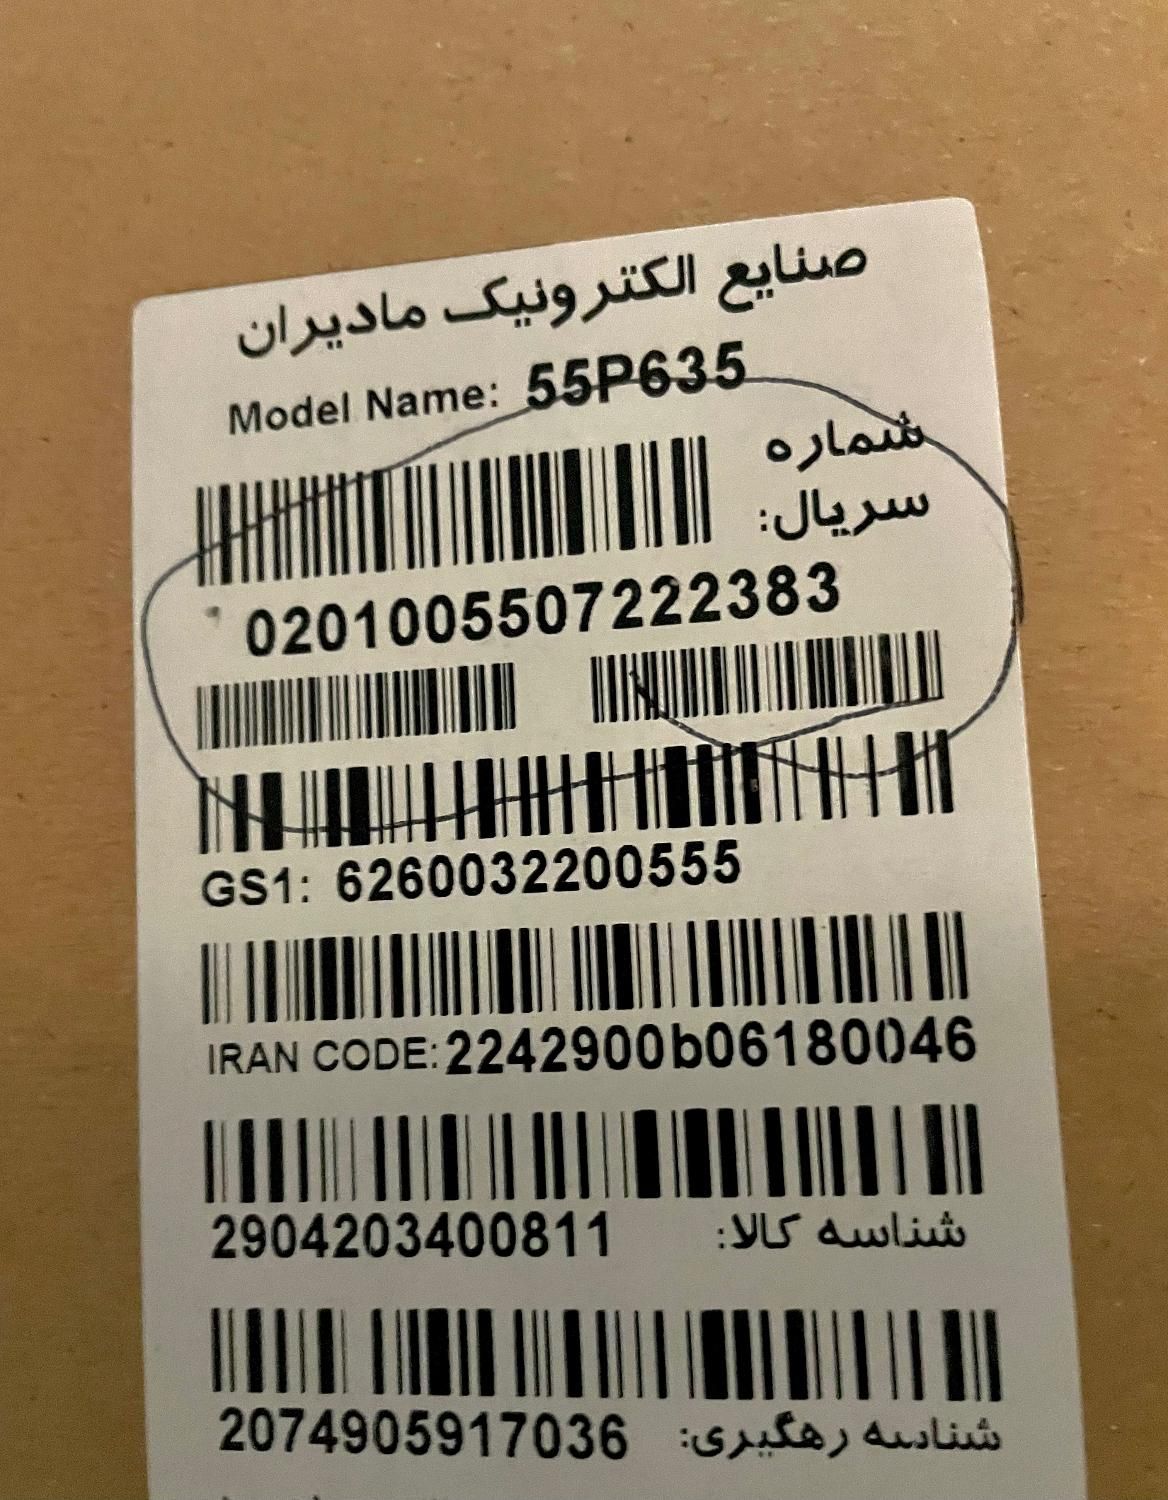 صنایع الکترونیک مادیران
Model Name: 55P635
شماره
سریال:
0201005507222383
GS1: 6260032200555
IRAN CODE:2242900b06180046
2904203400811 شناسه کالا:
2074905917036 شناسه رهگیری: